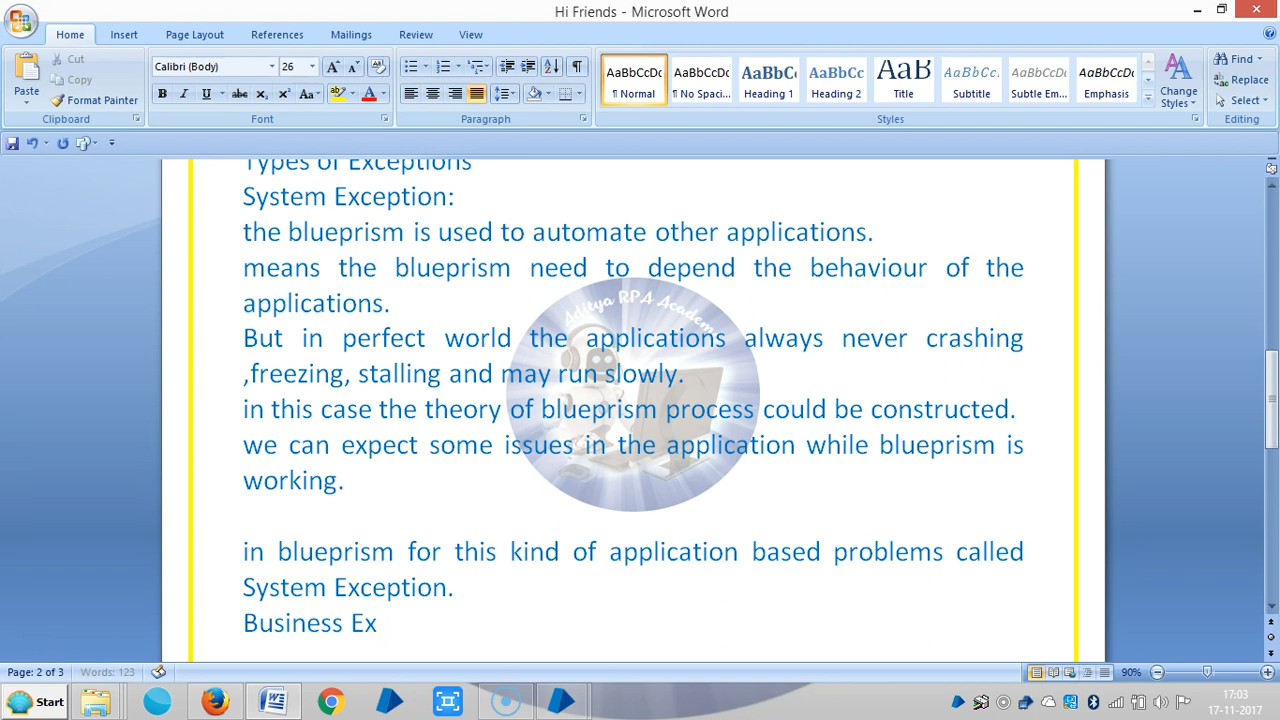 Hi Friends - Microsoft Word
Home Insert Page Layout References Mailings Review View
Paste
Cut
Copy
Format Painter
Clipboard
Calibri (Body) 26
Font
Paragraph
AaBbCcDc AaBbCcDc AaBbCc AaBbCc AaB AaBbCc. AaBbCcDc AaBbCcDc
¶ Normal ¶ No Spaci... Heading 1 Heading 2 Title Subtitle Subtle Em... Emphasis
Change Styles
Styles
Find
Replace
Select
Editing
Types of Exceptions
System Exception:
the blueprism is used to automate other applications.
means the blueprism need to depend the behaviour of the
applications.
But in perfect world the applications always never crashing
,freezing, stalling and may run slowly.
in this case the theory of blueprism process could be constructed.
we can expect some issues in the application while blueprism is
working.
in blueprism for this kind of application based problems called
System Exception.
Business Ex
Aditya RPA Academy
Page: 2 of 3 Words: 123 90%
Start 17:03
17-11-2017